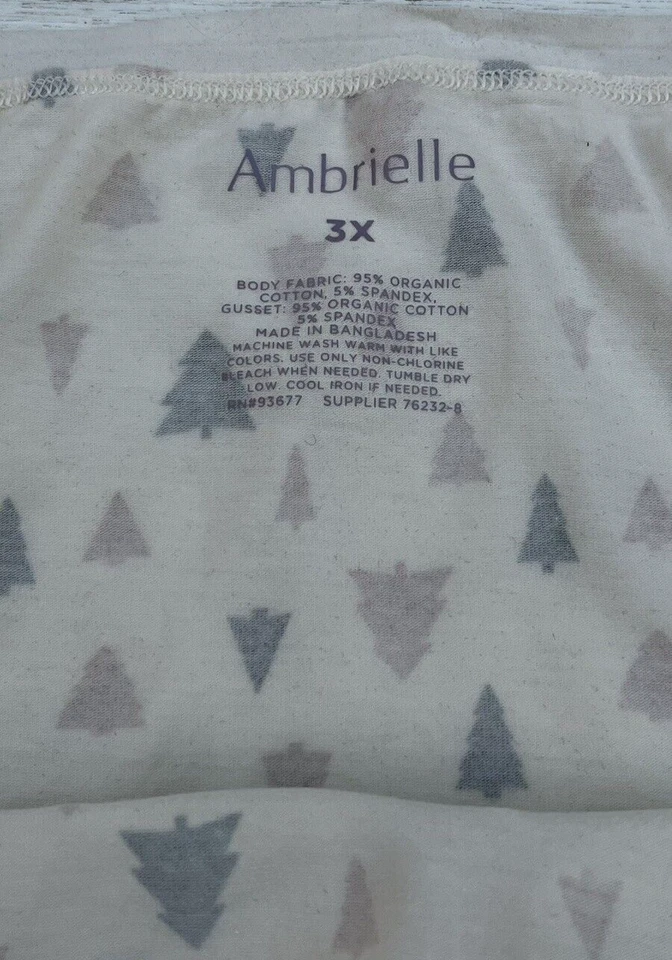 Ambrielle
3X
BODY FABRIC: 95% ORGANIC
COTTON, 5% SPANDEX,
GUSSET: 95% ORGANIC COTTON
5% SPANDEX
MADE IN BANGLADESH
MACHINE WASH WARM WITH LIKE
COLORS. USE ONLY NON-CHLORINE
BLEACH WHEN NEEDED. TUMBLE DRY
LOW. COOL IRON IF NEEDED.
RN#93677 SUPPLIER 76232-8